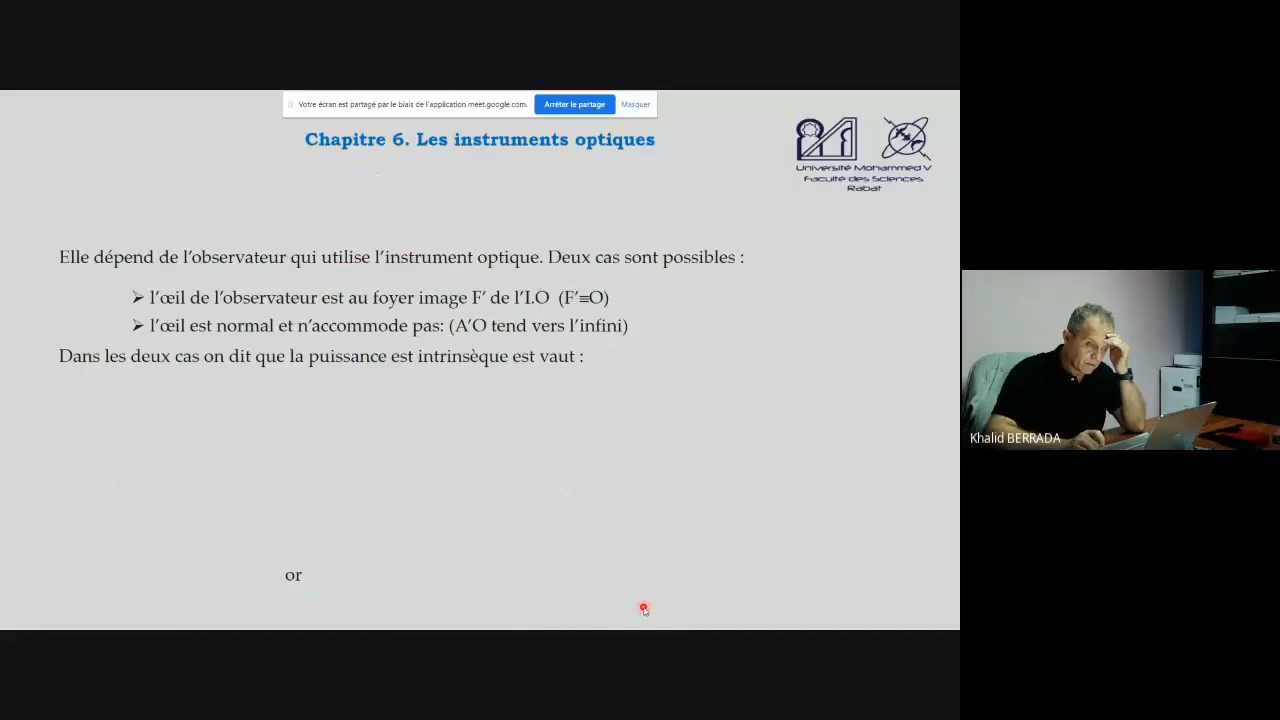 Votre écran est partagé par le biais de l'application meet.google.com.
Arrêter le partage
Masquer
Chapitre 6. Les instruments optiques
Université Mohammed V
Faculté des Sciences
Rabat
Elle dépend de l’observateur qui utilise l’instrument optique. Deux cas sont possibles :
➢ l’œil de l’observateur est au foyer image F’ de l’I.O (F’≡O)
➢ l’œil est normal et n’accommode pas: (A’O tend vers l’infini)
Dans les deux cas on dit que la puissance est intrinsèque est vaut :
or
Khalid BERRADA